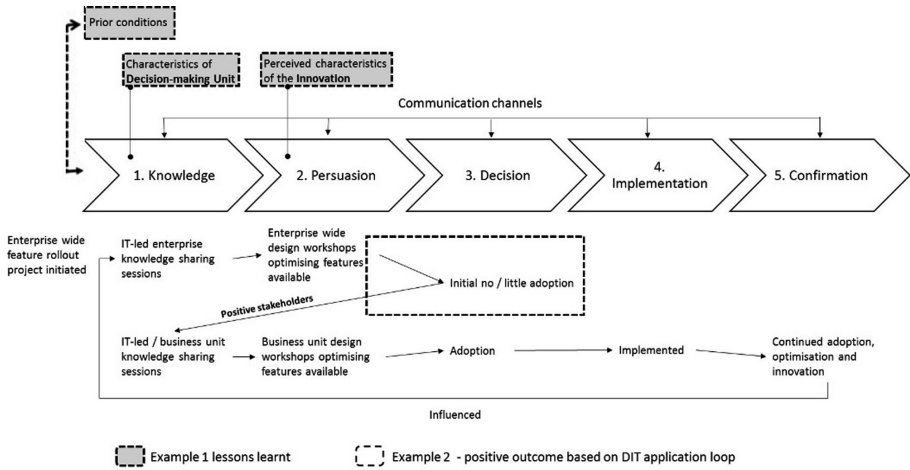 Prior conditions
Characteristics of
Decision-making Unit
Perceived characteristics
of the Innovation
Communication channels
1. Knowledge
2. Persuasion
3. Decision
4.
Implementation
5. Confirmation
Enterprise wide
feature rollout
project initiated
IT-led enterprise
knowledge sharing
sessions
Enterprise wide
design workshops
optimising features
available
Initial no / little adoption
Positive stakeholders
IT-led / business unit
knowledge sharing
sessions
Business unit design
workshops optimising
features available
Adoption
Implemented
Continued adoption,
optimisation and
innovation
Influenced
Example 1 lessons learnt
Example 2 - positive outcome based on DIT application loop